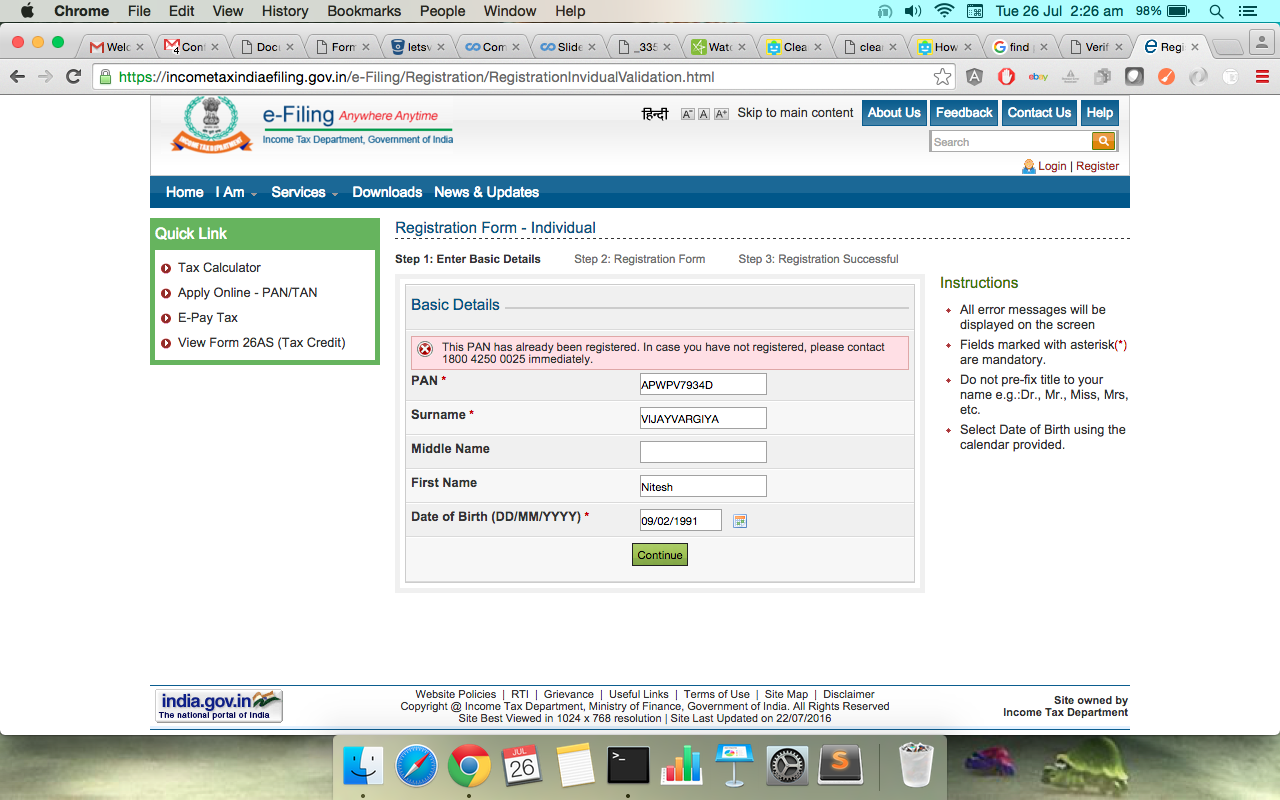 Chrome File Edit View History Bookmarks People Window Help Tue 26 Jul 2:26 am 98%
Welc Cont Docu Form letsv Com Slide _335 Wato Clea clear How find Verif Regi
https://incometaxindiaefiling.gov.in/e-Filing/Registration/RegistrationInvidualValidation.html
e-Filing Anywhere Anytime
Income Tax Department, Government of India
हिन्दी A- A A+ Skip to main content About Us Feedback Contact Us Help
Search
Login | Register
Home I Am Services Downloads News & Updates
Quick Link
Tax Calculator
Apply Online - PAN/TAN
E-Pay Tax
View Form 26AS (Tax Credit)
Registration Form - Individual
Step 1: Enter Basic Details Step 2: Registration Form Step 3: Registration Successful
Basic Details
This PAN has already been registered. In case you have not registered, please contact
1800 4250 0025 immediately.
PAN * APWPV7934D
Surname * VIJAYVARGIYA
Middle Name
First Name Nitesh
Date of Birth (DD/MM/YYYY) * 09/02/1991
Continue
Instructions
All error messages will be
displayed on the screen
Fields marked with asterisk(*)
are mandatory.
Do not pre-fix title to your
name e.g.:Dr., Mr., Miss, Mrs,
etc.
Select Date of Birth using the
calendar provided.
india.gov.in
The national portal of India
Website Policies | RTI | Grievance | Useful Links | Terms of Use | Site Map | Disclaimer
Copyright @ Income Tax Department, Ministry of Finance, Government of India. All Rights Reserved
Site Best Viewed in 1024 x 768 resolution | Site Last Updated on 22/07/2016
Site owned by
Income Tax Department
JUL
26